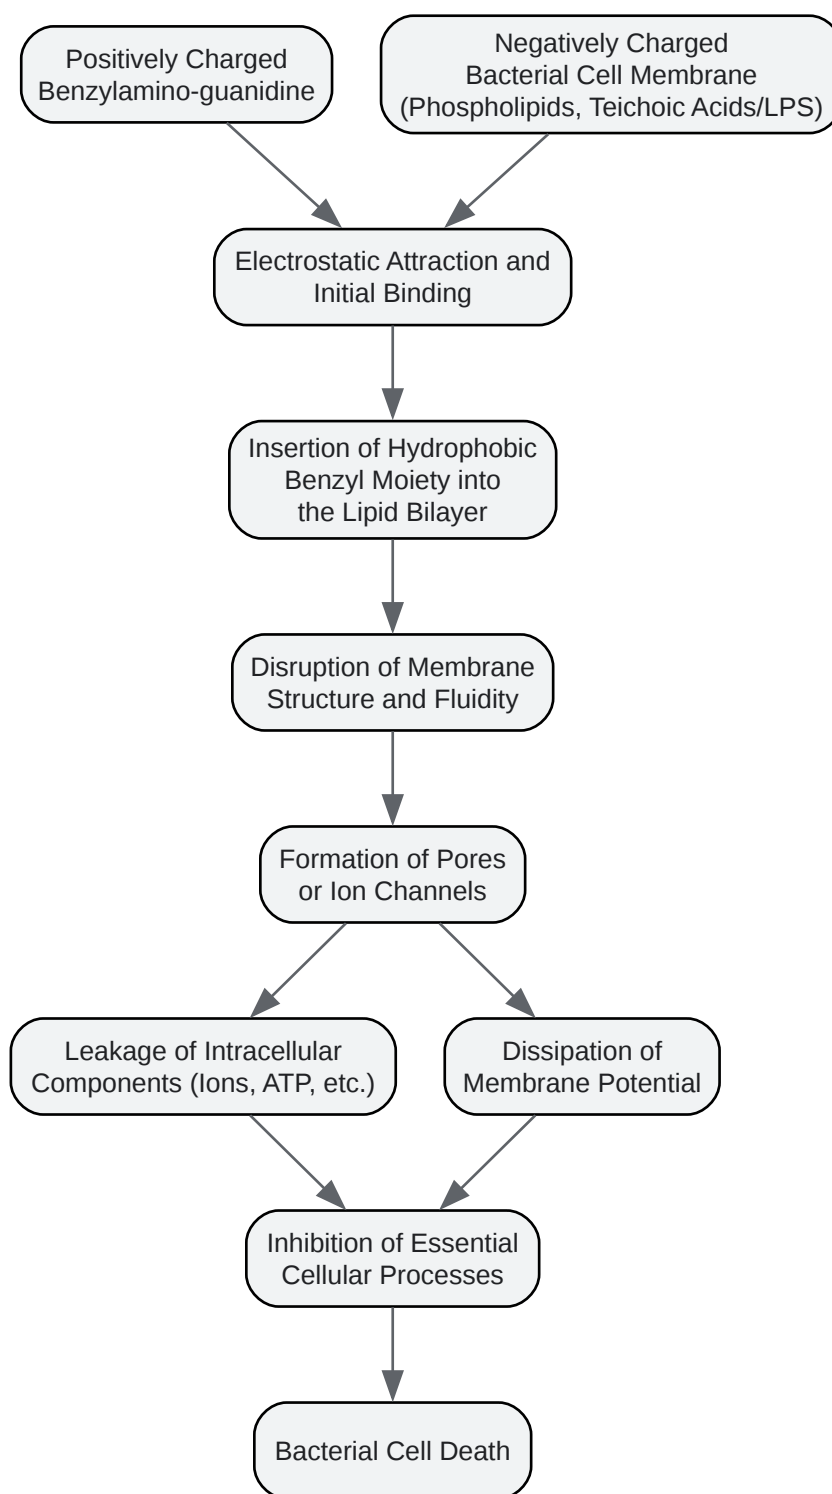 Positively Charged
Benzylamino-guanidine
Negatively Charged
Bacterial Cell Membrane
(Phospholipids, Teichoic Acids/LPS)
Electrostatic Attraction and
Initial Binding
Insertion of Hydrophobic
Benzyl Moiety into
the Lipid Bilayer
Disruption of Membrane
Structure and Fluidity
Formation of Pores
or Ion Channels
Leakage of Intracellular
Components (Ions, ATP, etc.)
Dissipation of
Membrane Potential
Inhibition of Essential
Cellular Processes
Bacterial Cell Death